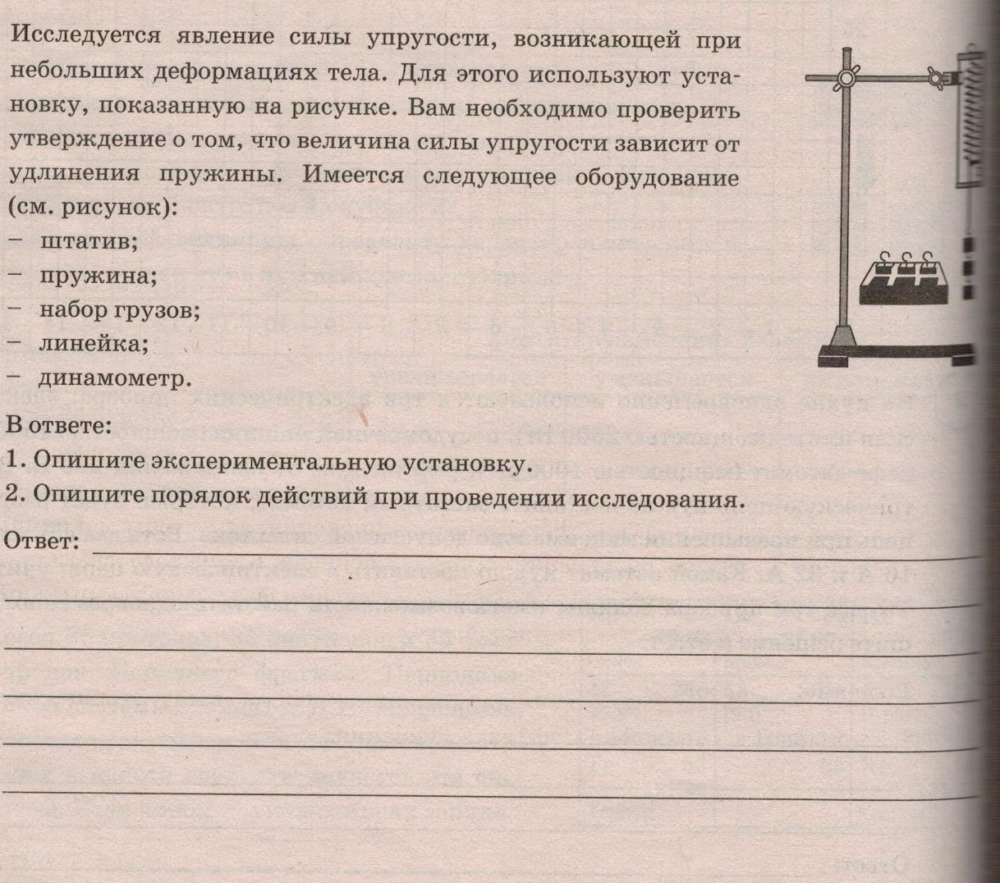 Исследуется явление силы упругости, возникающей при
небольших деформациях тела. Для этого используют уста-
новку, показанную на рисунке. Вам необходимо проверить
утверждение о том, что величина силы упругости зависит от
удлинения пружины. Имеется следующее оборудование
(см. рисунок):
– штатив;
– пружина;
– набор грузов;
– линейка;
– динамометр.
В ответе:
1. Опишите экспериментальную установку.
2. Опишите порядок действий при проведении исследования.
Ответ: